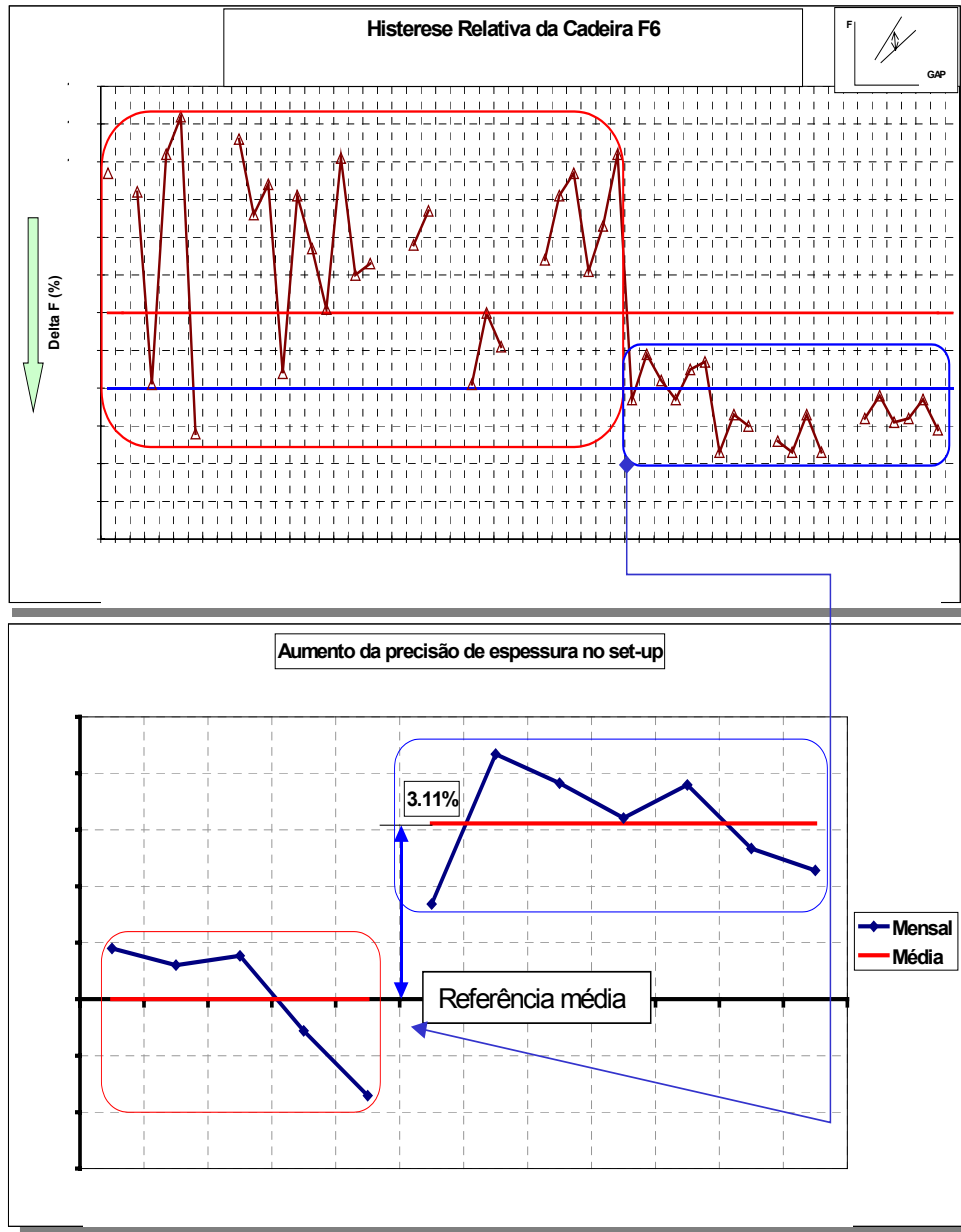 Histerese Relativa da Cadeira F6
F
GAP
Delta F (%)
Aumento da precisão de espessura no set-up
3.11%
Mensal
Média
Referência média